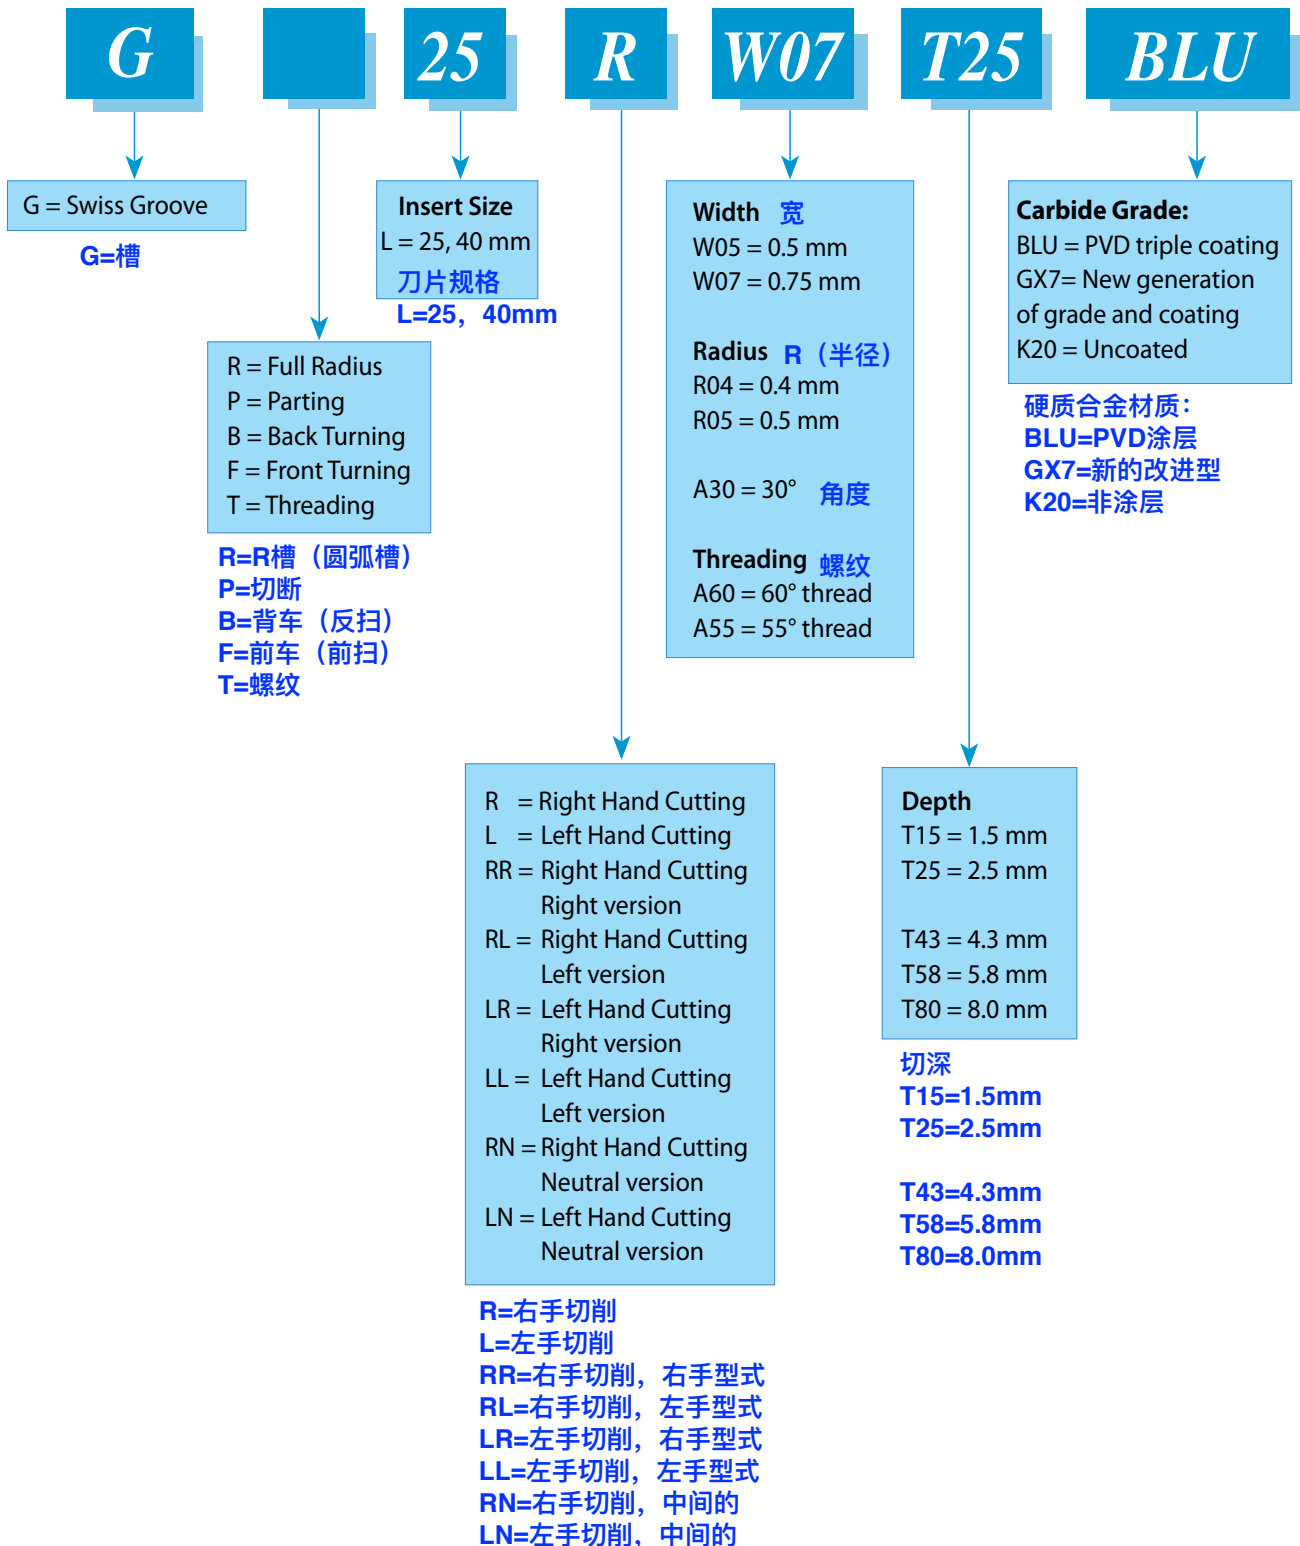 G 25 R W07 T25 BLU
G = Swiss Groove
G=槽
R = Full Radius
P = Parting
B = Back Turning
F = Front Turning
T = Threading
R=R槽（圆弧槽）
P=切断
B=背车（反扫）
F=前车（前扫）
T=螺纹
Insert Size
L = 25, 40 mm
刀片规格
L=25，40mm
R = Right Hand Cutting
L = Left Hand Cutting
RR = Right Hand Cutting
Right version
RL = Right Hand Cutting
Left version
LR = Left Hand Cutting
Right version
LL = Left Hand Cutting
Left version
RN = Right Hand Cutting
Neutral version
LN = Left Hand Cutting
Neutral version
R=右手切削
L=左手切削
RR=右手切削，右手型式
RL=右手切削，左手型式
LR=左手切削，右手型式
LL=左手切削，左手型式
RN=右手切削，中间的
LN=左手切削，中间的
Width 宽
W05 = 0.5 mm
W07 = 0.75 mm
Radius R（半径）
R04 = 0.4 mm
R05 = 0.5 mm
A30 = 30° 角度
Threading 螺纹
A60 = 60° thread
A55 = 55° thread
Depth
T15 = 1.5 mm
T25 = 2.5 mm
T43 = 4.3 mm
T58 = 5.8 mm
T80 = 8.0 mm
切深
T15=1.5mm
T25=2.5mm
T43=4.3mm
T58=5.8mm
T80=8.0mm
Carbide Grade:
BLU = PVD triple coating
GX7= New generation
of grade and coating
K20 = Uncoated
硬质合金材质：
BLU=PVD涂层
GX7=新的改进型
K20=非涂层